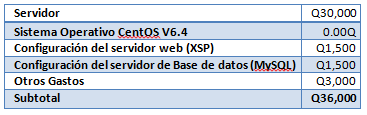 Servidor Q30,000
Sistema Operativo CentOS V6.4 0.00Q
Configuración del servidor web (XSP) Q1,500
Configuración del servidor de Base de datos (MySQL) Q1,500
Otros Gastos Q3,000
Subtotal Q36,000